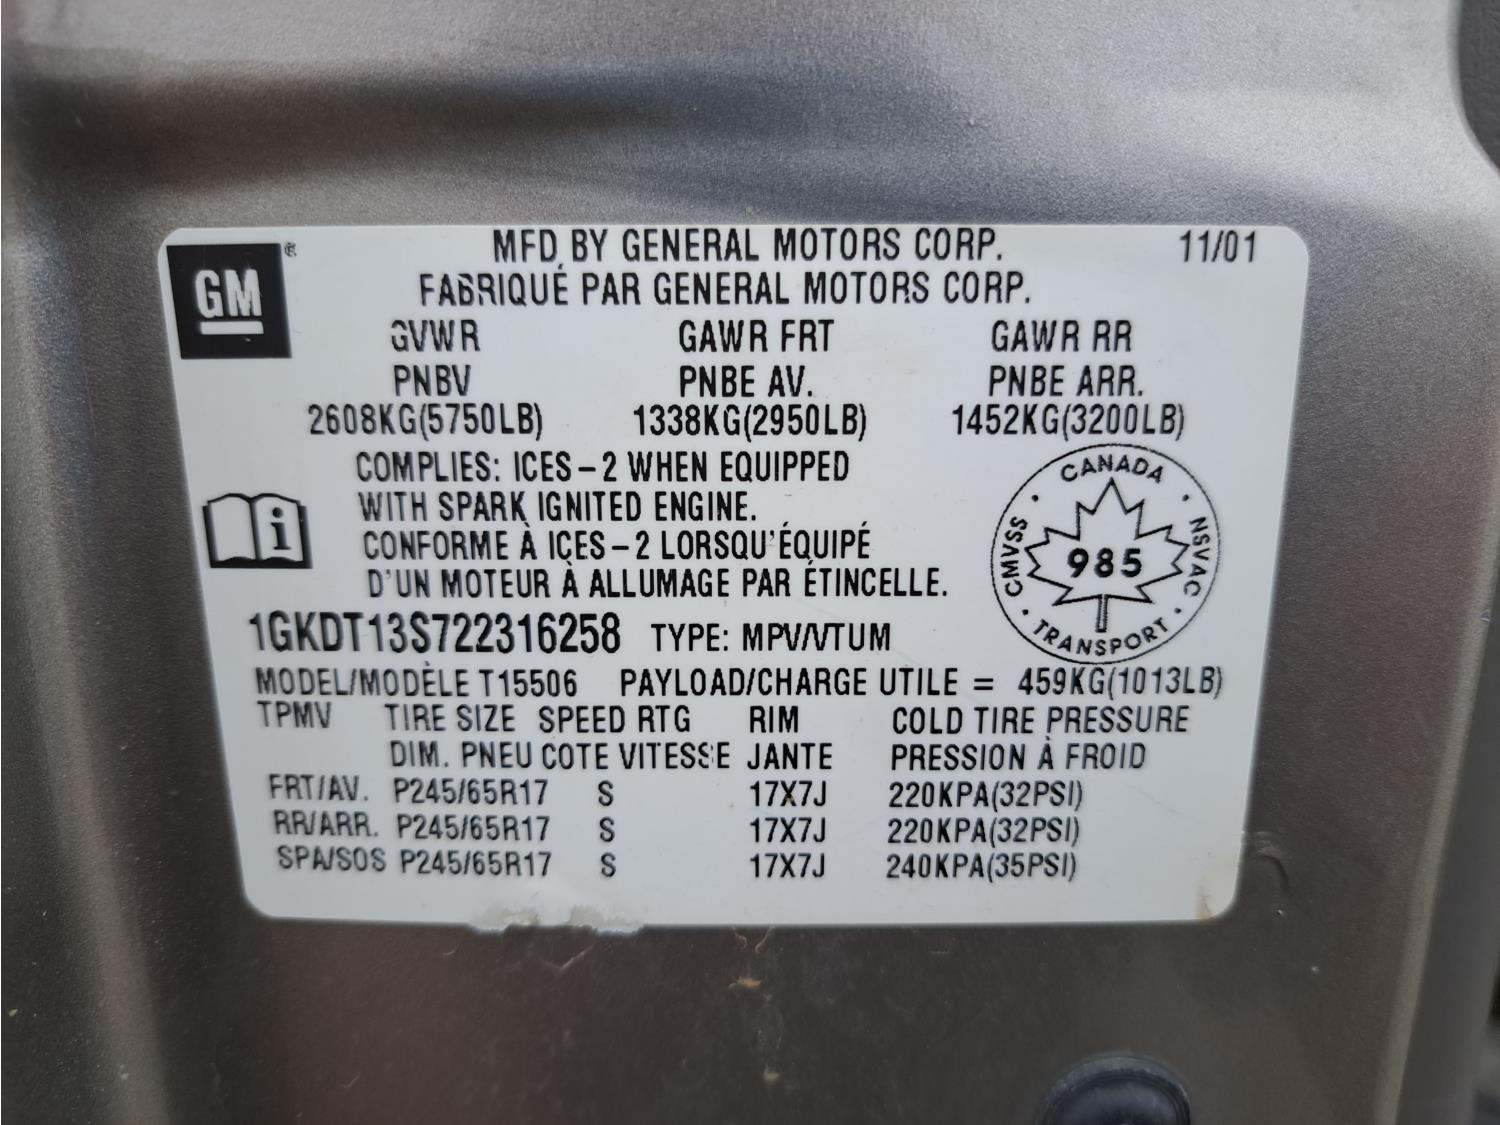 GM
MFD BY GENERAL MOTORS CORP. 11/01
FABRIQUÉ PAR GENERAL MOTORS CORP.
GVWR GAWR FRT GAWR RR
PNBV PNBE AV. PNBE ARR.
2608KG(5750LB) 1338KG(2950LB) 1452KG(3200LB)
COMPLIES: ICES-2 WHEN EQUIPPED
WITH SPARK IGNITED ENGINE.
CONFORME À ICES-2 LORSQU'ÉQUIPÉ
D'UN MOTEUR À ALLUMAGE PAR ÉTINCELLE.
CANADA
CMVSS 985 NSVAC
TRANSPORT
1GKDT13S722316258 TYPE: MPV/VTUM
MODEL/MODÈLE T15506 PAYLOAD/CHARGE UTILE = 459KG(1013LB)
TPMV TIRE SIZE SPEED RTG RIM COLD TIRE PRESSURE
DIM. PNEU COTE VITESSE JANTE PRESSION À FROID
FRT/AV. P245/65R17 S 17X7J 220KPA(32PSI)
RR/ARR. P245/65R17 S 17X7J 220KPA(32PSI)
SPA/SOS P245/65R17 S 17X7J 240KPA(35PSI)